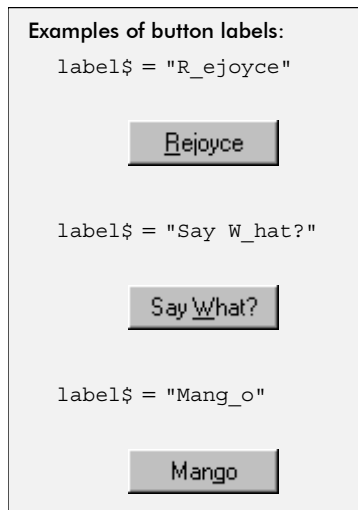 Examples of button labels:
label$ = "R_ejoyce"
Rejoyce
label$ = "Say W_hat?"
Say What?
label$ = "Mang_o"
Mango